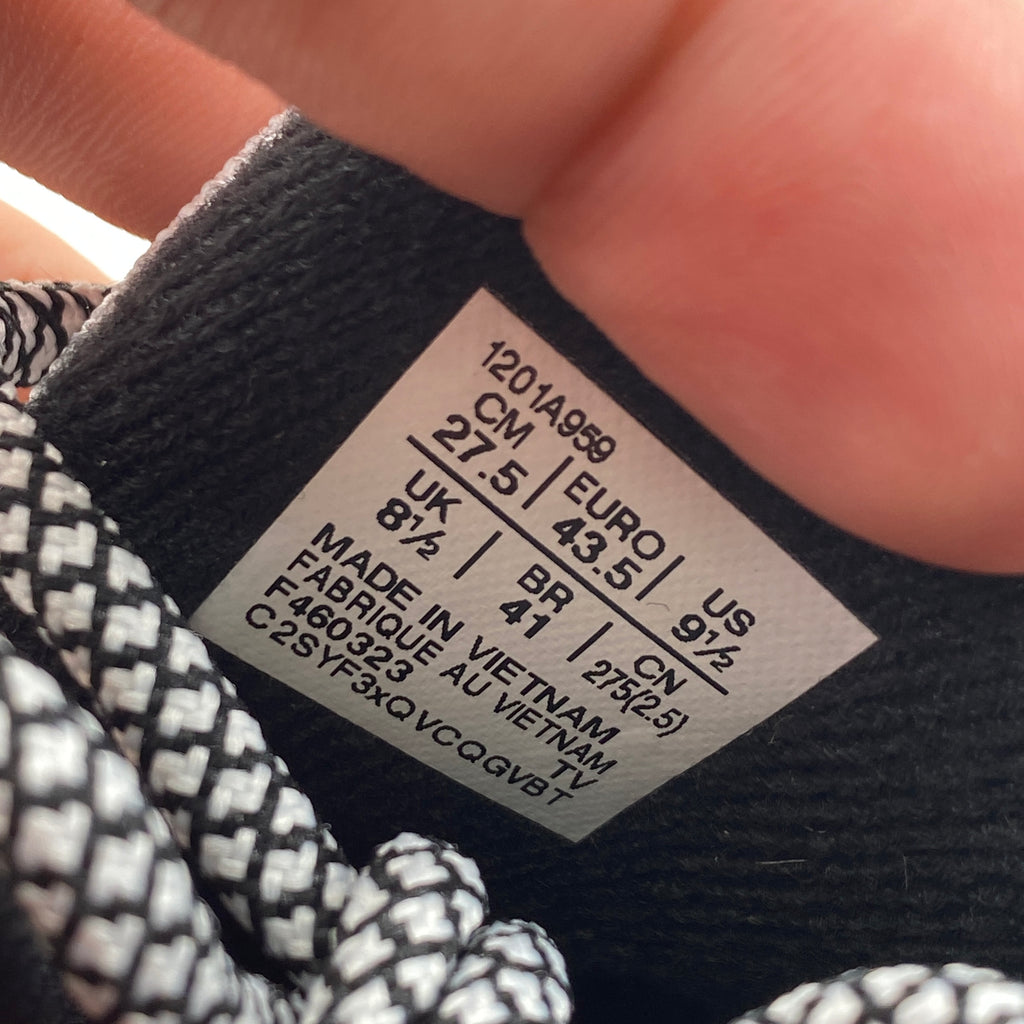 1201A959
CM | EURO | US
27.5 | 43.5 | 9½
UK | BR | CN
8½ | 41 | 275(2.5)
MADE IN VIETNAM
FABRIQUE AU VIETNAM
F460323 TV
C2SYF3xQVCQGVBT